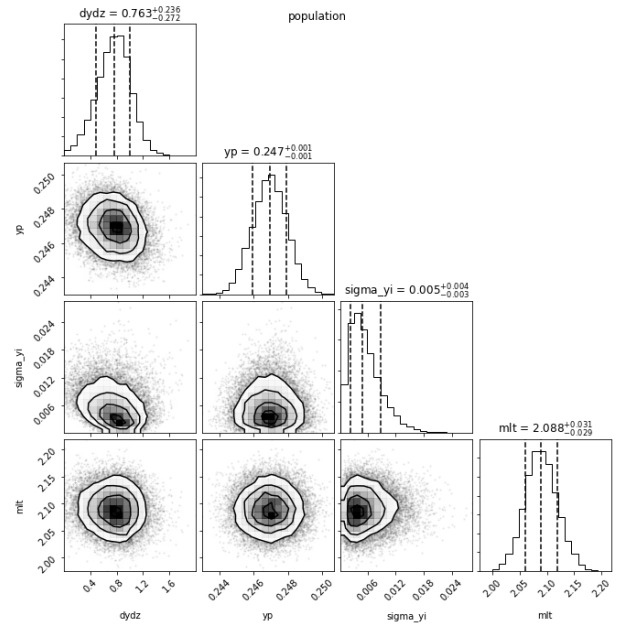 population
dydz = 0.763+0.236 −0.272
yp = 0.247+0.001 −0.001
0.250
0.248
0.246
0.244
yp
sigma_yi = 0.005+0.004 −0.003
0.024
0.018
0.012
0.006
sigma_yi
mlt = 2.088+0.031 −0.029
2.20
2.15
2.10
2.05
2.00
mlt
0.4 0.8 1.2 1.6
0.244 0.246 0.248 0.250
0.006 0.012 0.018 0.024
2.00 2.05 2.10 2.15 2.20
dydz yp sigma_yi mlt